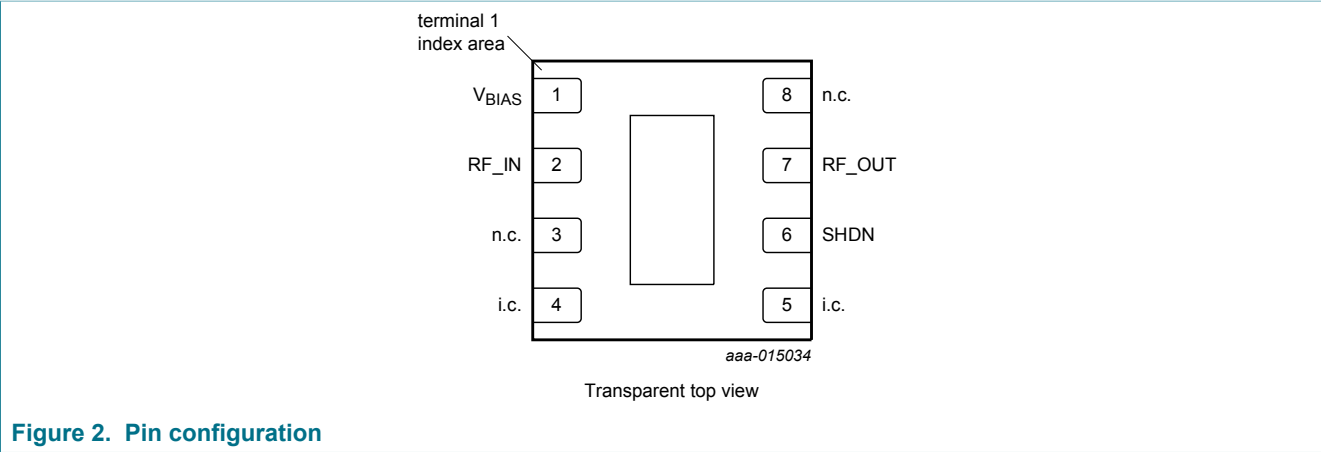 terminal 1
index area
VBIAS 1 8 n.c.
RF_IN 2 7 RF_OUT
n.c. 3 6 SHDN
i.c. 4 5 i.c.
aaa-015034
Transparent top view
Figure 2. Pin configuration